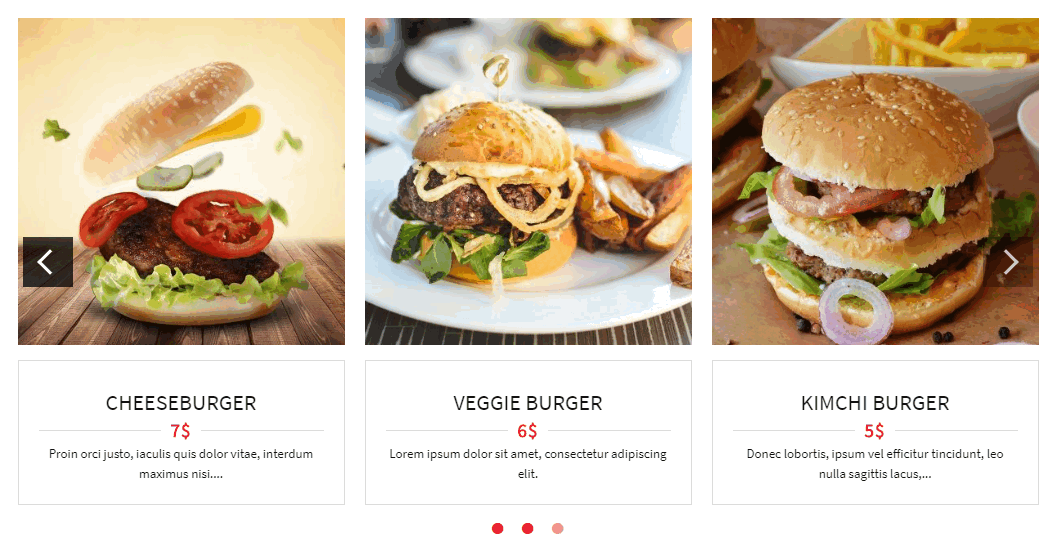 CHEESEBURGER
7$
Proin orci justo, iaculis quis dolor vitae, interdum
maximus nisi....
VEGGIE BURGER
6$
Lorem ipsum dolor sit amet, consectetur adipiscing
elit.
KIMCHI BURGER
5$
Donec lobortis, ipsum vel efficitur tincidunt, leo
nulla sagittis lacus,...